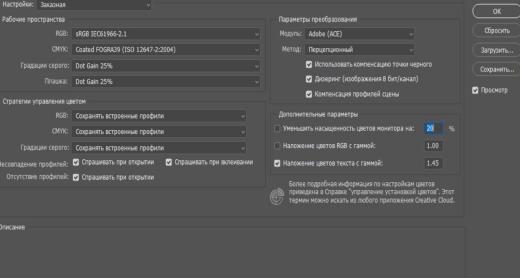 Настройки: Заказная
OK
Рабочие пространства
Параметры преобразования
RGB: sRGB IEC61966-2.1
Модуль: Adobe (ACE)
Сбросить
CMYK: Coated FOGRA39 (ISO 12647-2:2004)
Метод: Перцепционный
Загрузить...
Градации серого: Dot Gain 25%
Использовать компенсацию точки черного
Сохранить...
Плашка: Dot Gain 25%
Дизеринг (изображения 8 бит/канал)
Компенсация профилей сцены
Просмотр
Стратегии управления цветом
RGB: Сохранять встроенные профили
Дополнительные параметры
CMYK: Сохранять встроенные профили
Уменьшить насыщенность цветов монитора на: 20 %
Градации серого: Сохранять встроенные профили
Наложение цветов RGB с гаммой: 1.00
Несовпадение профилей: Спрашивать при открытии Спрашивать при вклеивании
Наложение цветов текста с гаммой: 1.45
Отсутствие профилей: Спрашивать при открытии
Более подробная информация по настройкам цветов
приведена в Справке "управление установкой цветов". Этот
термин можно искать из любого приложения Creative Cloud.
Описание